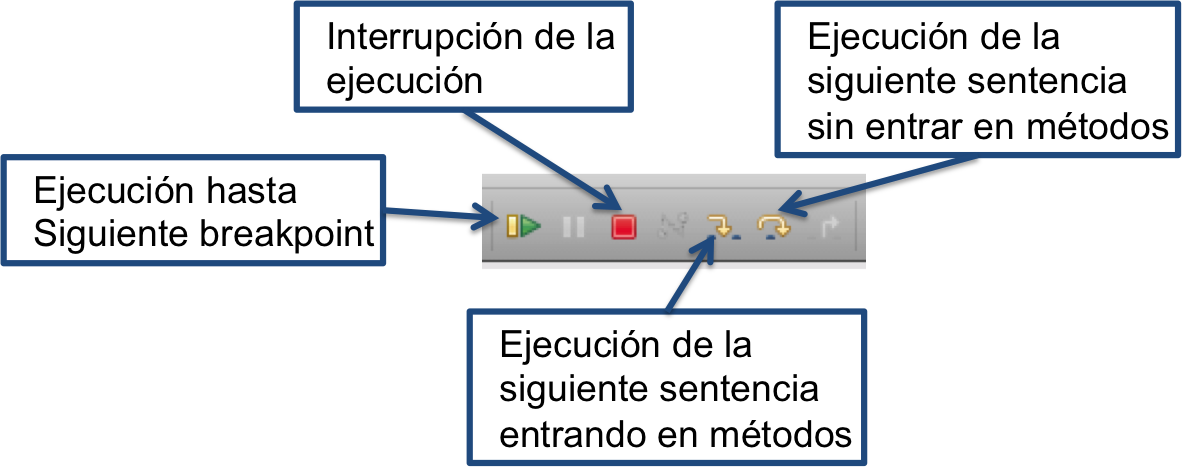 Interrupción de la
ejecución
Ejecución de la
siguiente sentencia
sin entrar en métodos
Ejecución hasta
Siguiente breakpoint
Ejecución de la
siguiente sentencia
entrando en métodos